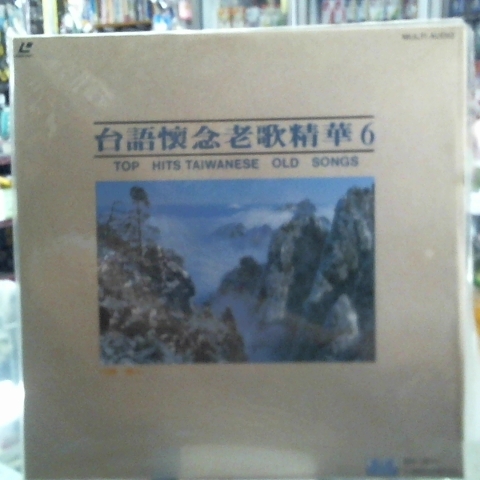 MULTI AUDIO
台語懷念老歌精華6
TOP HITS TAIWANESE OLD SONGS